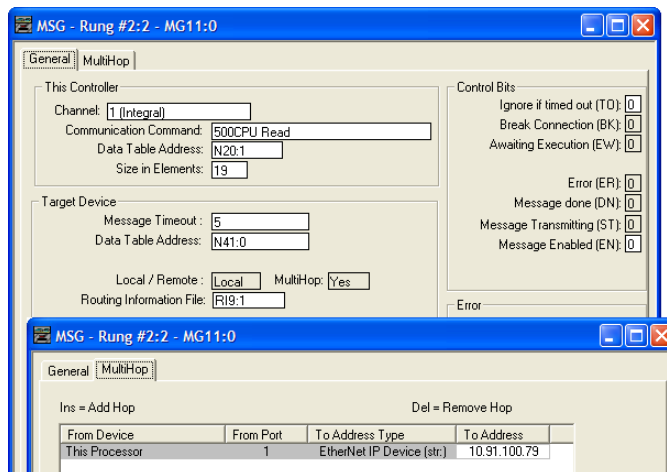 MSG - Rung #2:2 - MG11:0
General MultiHop
This Controller
Channel: 1 (Integral)
Communication Command: 500CPU Read
Data Table Address: N20:1
Size in Elements: 19
Target Device
Message Timeout : 5
Data Table Address: N41:0
Local / Remote : Local MultiHop: Yes
Routing Information File: RI9:1
Control Bits
Ignore if timed out (TO): 0
Break Connection (BK): 0
Awaiting Execution (EW): 0
Error (ER): 0
Message done (DN): 0
Message Transmitting (ST): 0
Message Enabled (EN): 0
Error
MSG - Rung #2:2 - MG11:0
General MultiHop
Ins = Add Hop Del = Remove Hop
From Device From Port To Address Type To Address
This Processor 1 EtherNet IP Device (str:) 10.91.100.79